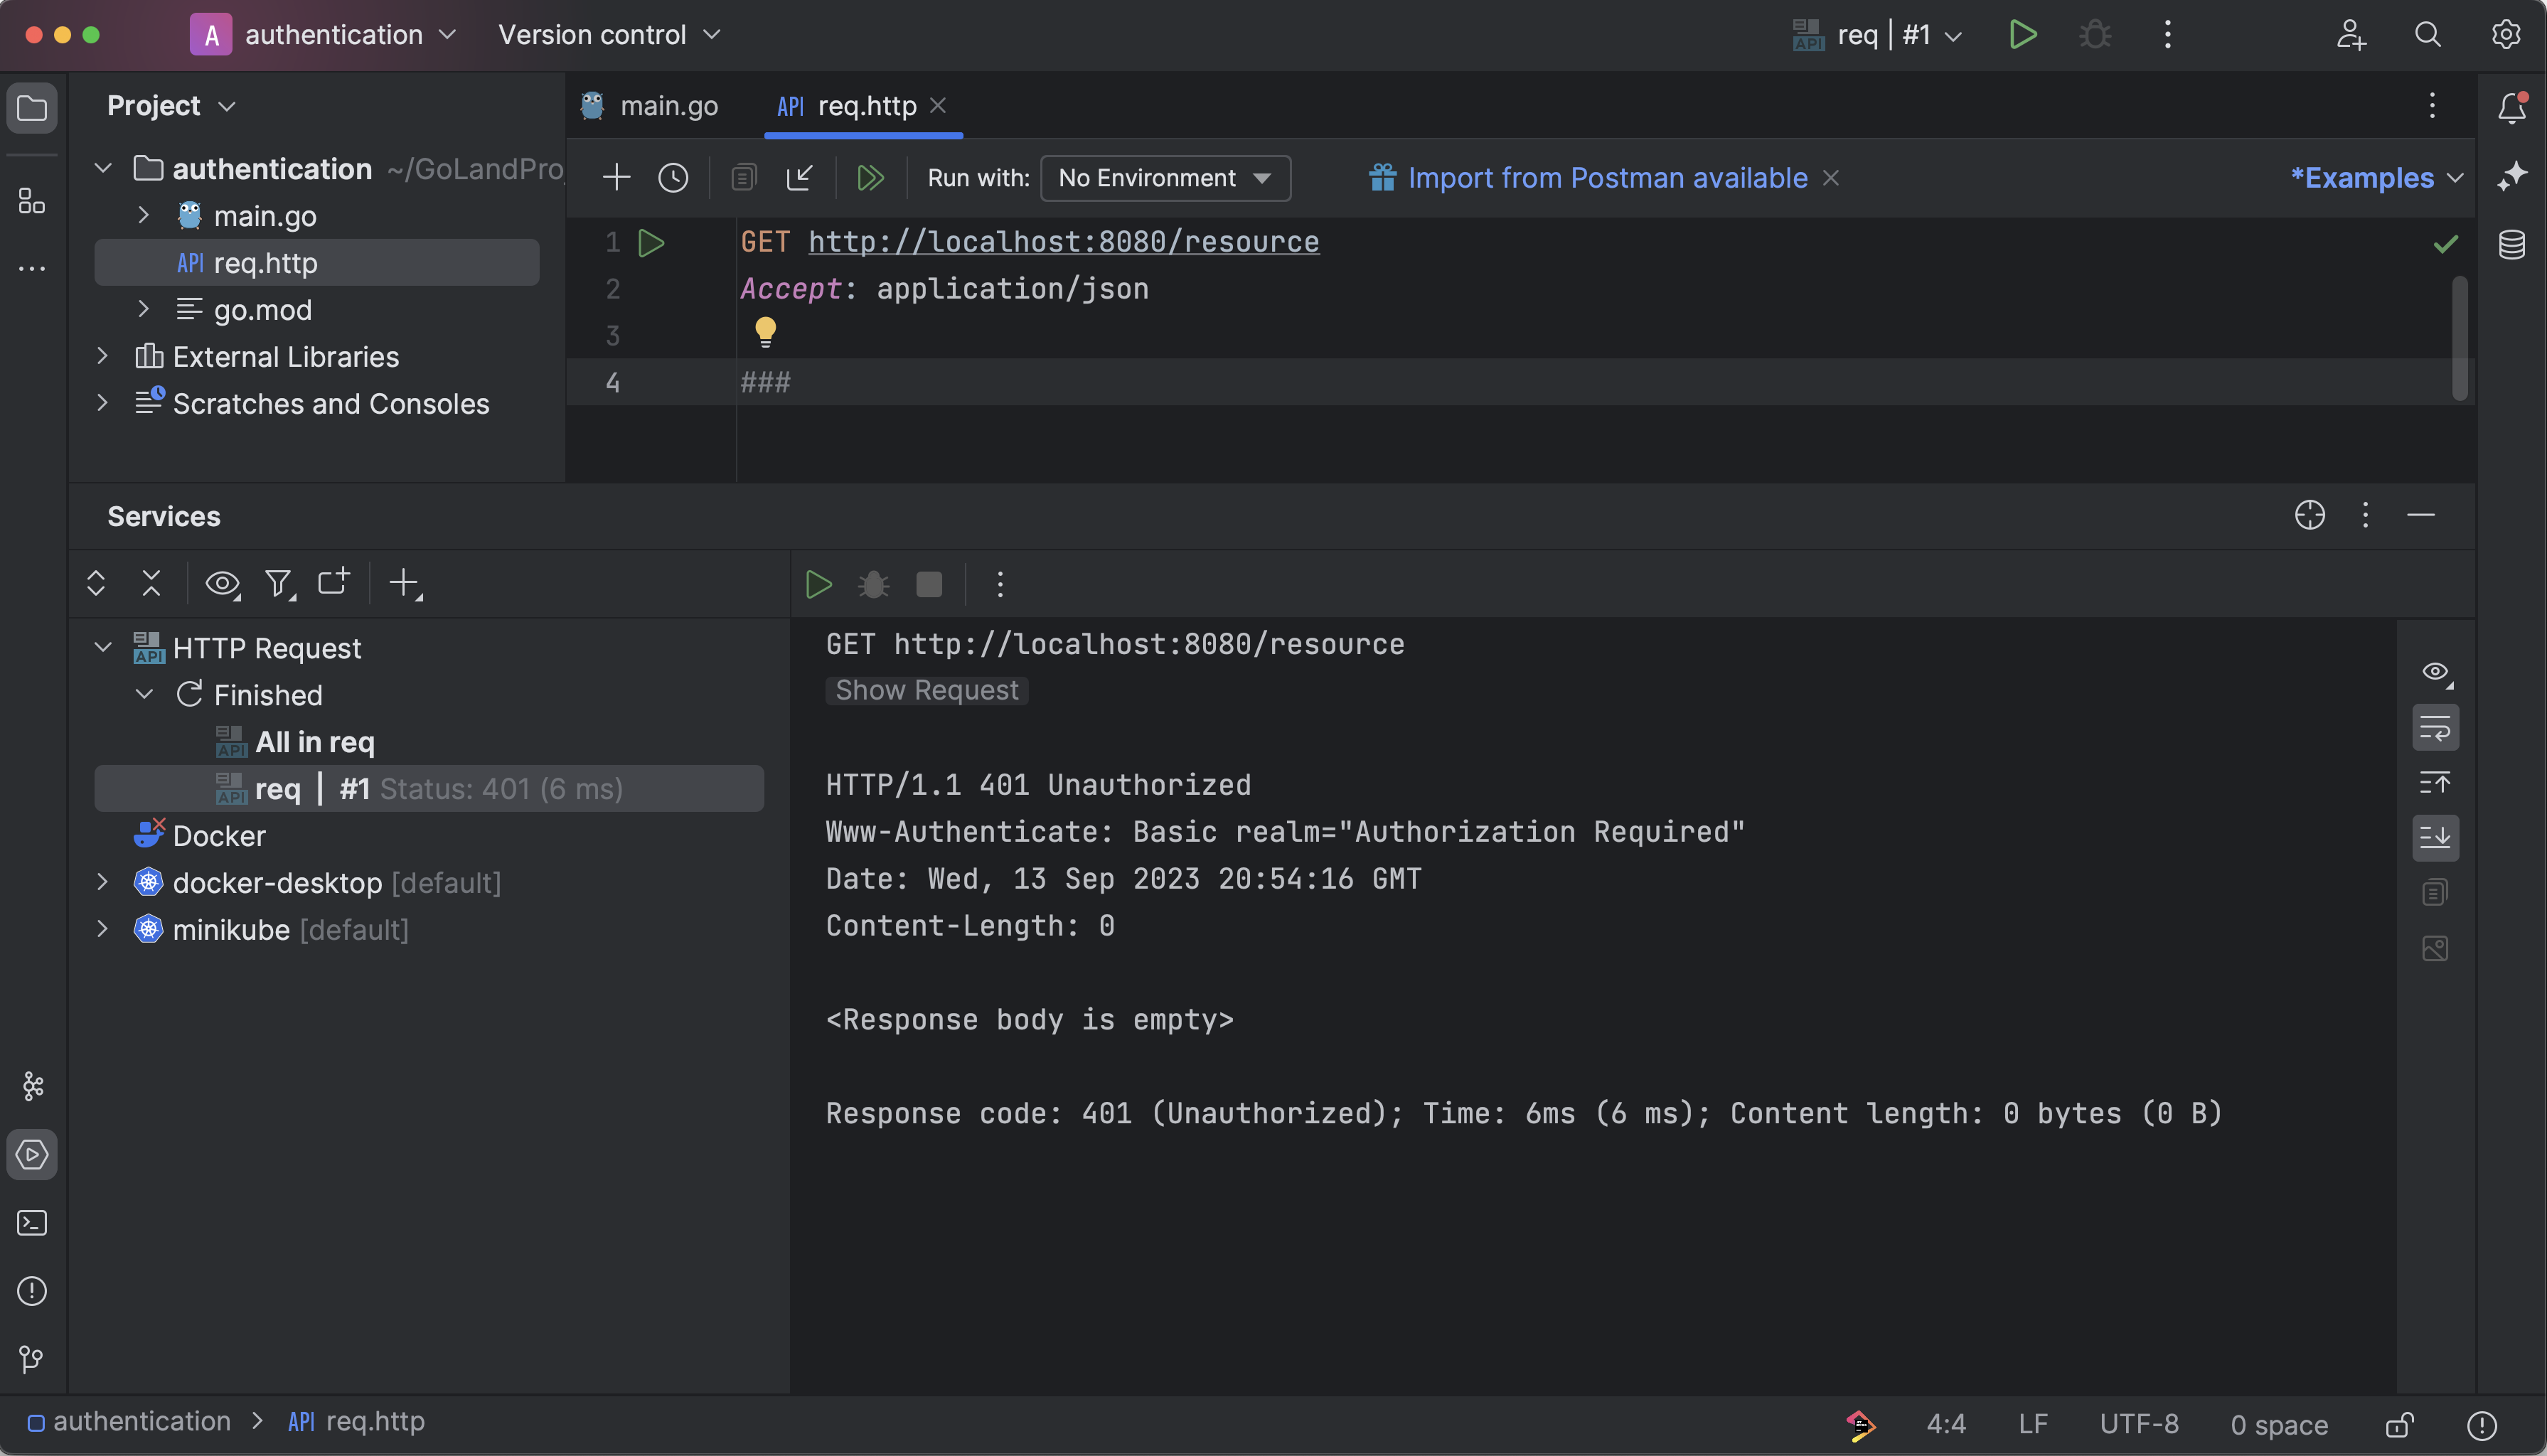 A authentication Version control
API req | #1
Project
main.go
API req.http
authentication ~/GoLandPro
main.go
API req.http
go.mod
External Libraries
Scratches and Consoles
Run with: No Environment
Import from Postman available
*Examples
1 GET http://localhost:8080/resource
2 Accept: application/json
3
4 ###
Services
API HTTP Request
Finished
API All in req
API req | #1 Status: 401 (6 ms)
Docker
docker-desktop [default]
minikube [default]
GET http://localhost:8080/resource
Show Request
HTTP/1.1 401 Unauthorized
Www-Authenticate: Basic realm="Authorization Required"
Date: Wed, 13 Sep 2023 20:54:16 GMT
Content-Length: 0
<Response body is empty>
Response code: 401 (Unauthorized); Time: 6ms (6 ms); Content length: 0 bytes (0 B)
authentication > API req.http
4:4 LF UTF-8 0 space